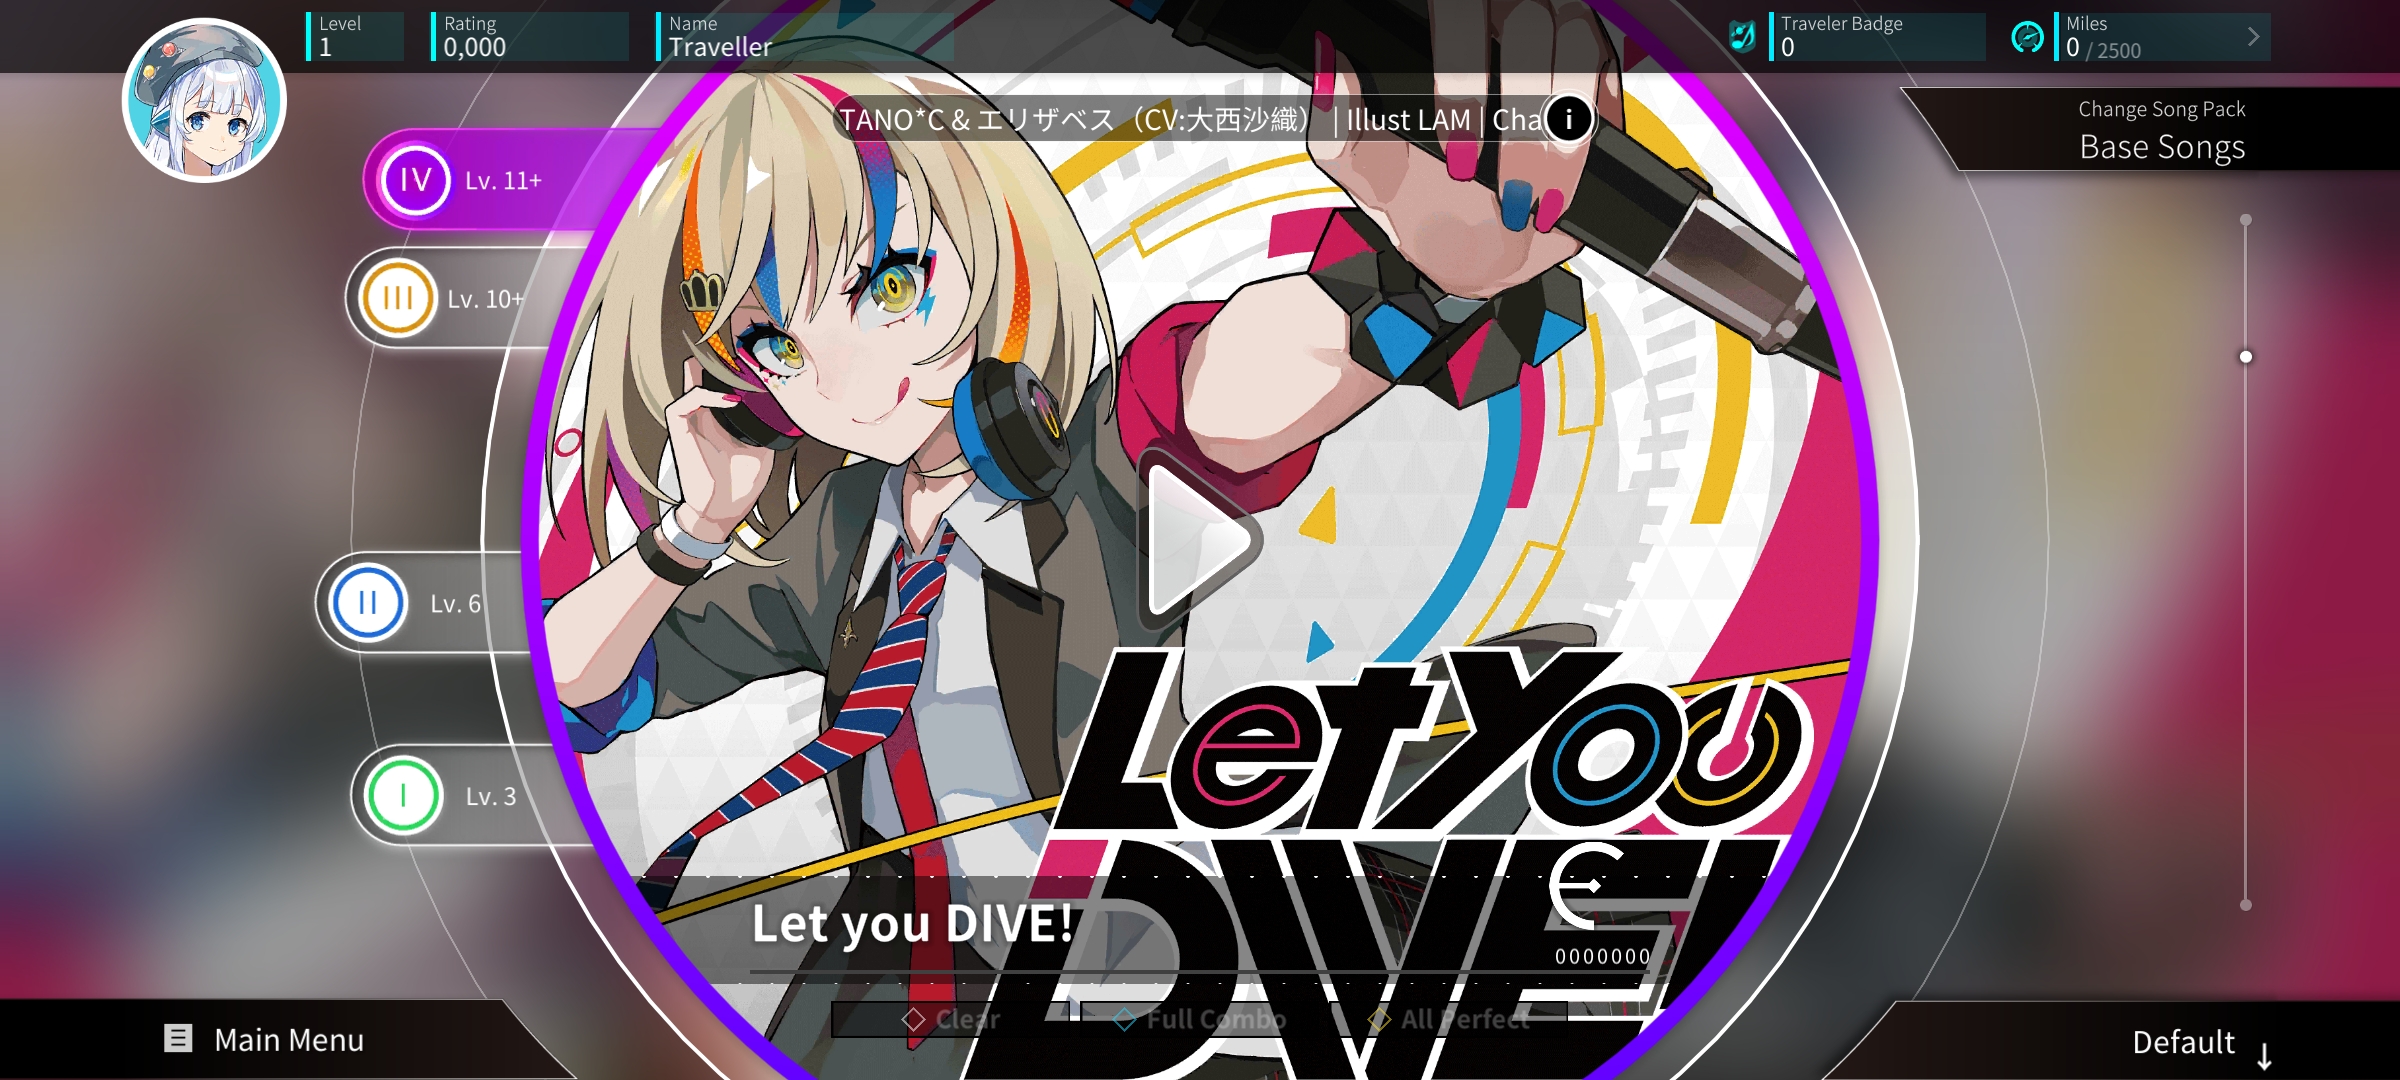 Level
1
Rating
0,000
Name
Traveller
Traveler Badge
0
Miles
0 / 2500
TANO*C & エリザベス（CV:大西沙織） | Illust LAM | Cha
i
Change Song Pack
Base Songs
IV Lv. 11+
III Lv. 10+
II Lv. 6
I Lv. 3
Let You
DIVE!
Let you DIVE!
0000000
Clear
Full Combo
All Perfect
Main Menu
Default